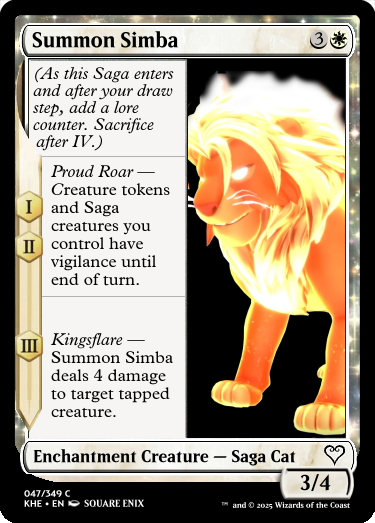 Summon Simba 3
(As this Saga enters
and after your draw
step, add a lore
counter. Sacrifice
after IV.)
I
II
Proud Roar —
Creature tokens
and Saga
creatures you
control have
vigilance until
end of turn.
III
Kingsflare —
Summon Simba
deals 4 damage
to target tapped
creature.
Enchantment Creature — Saga Cat
3/4
047/349 C
KHE • EN SQUARE ENIX
™ and © 2025 Wizards of the Coast